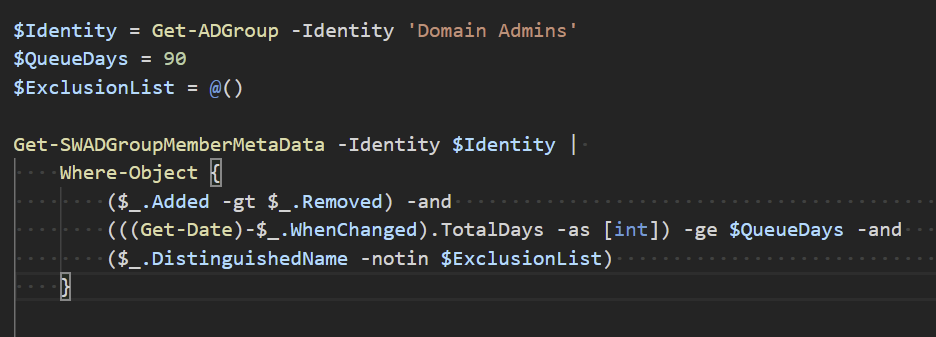 $Identity = Get-ADGroup -Identity 'Domain Admins'
$QueueDays = 90
$ExclusionList = @()
Get-SWADGroupMemberMetaData -Identity $Identity |
Where-Object {
($_.Added -gt $_.Removed) -and
(((Get-Date)-$_.WhenChanged).TotalDays -as [int]) -ge $QueueDays -and
($_.DistinguishedName -notin $ExclusionList)
}